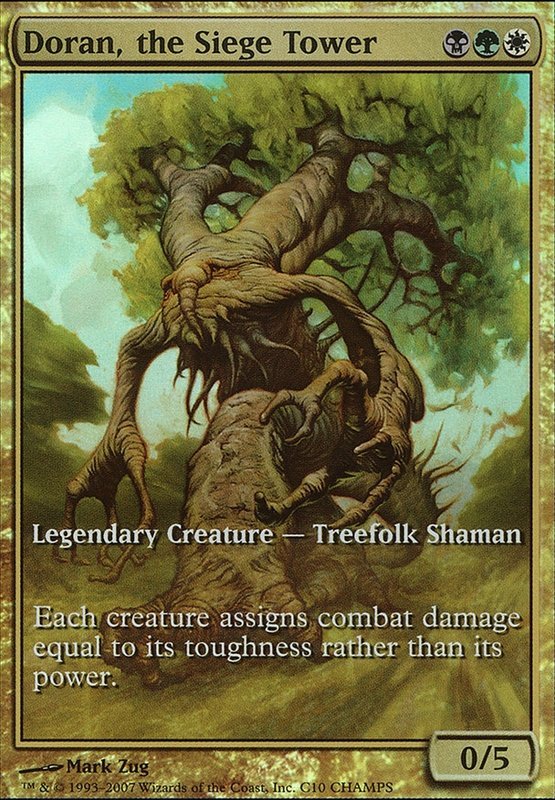 Doran, the Siege Tower
Legendary Creature — Treefolk Shaman
Each creature assigns combat damage
equal to its toughness rather than its
power.
0/5
Mark Zug
™ & © 1993–2007 Wizards of the Coast, Inc. C10 CHAMPS